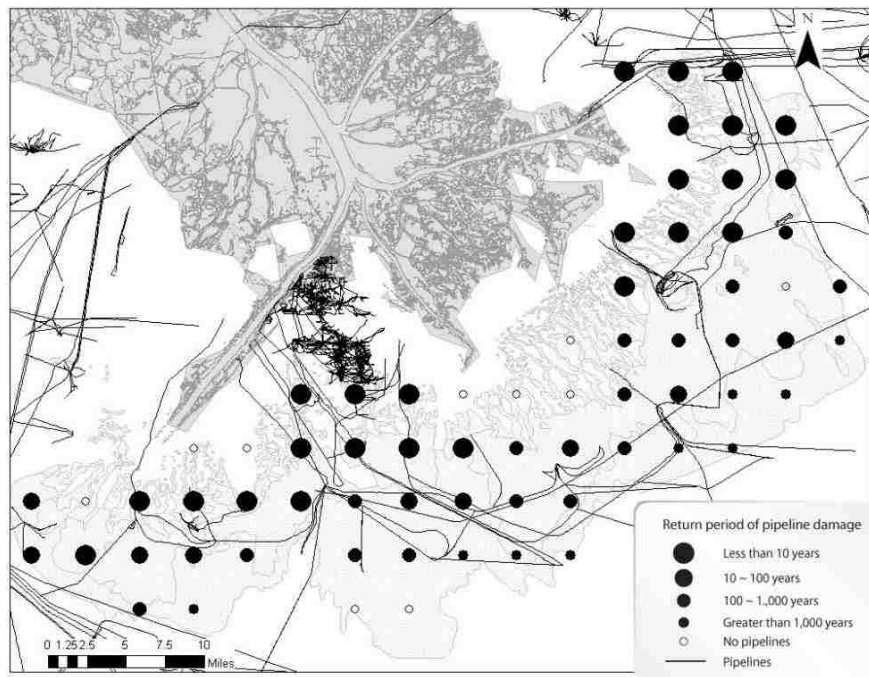 N
Return period of pipeline damage
Less than 10 years
10 ~ 100 years
100 ~ 1.,000 years
Greater than 1,000 years
No pipelines
Pipelines
0 1.25 2.5 5 7.5 10
Miles